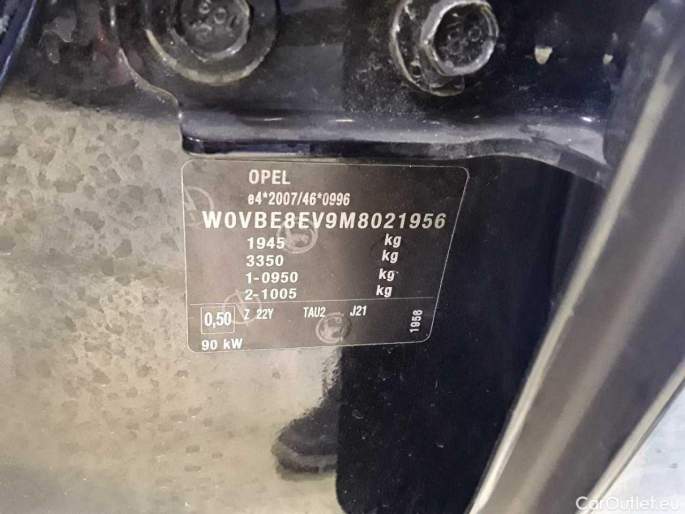 OPEL
e4*2007/46*0996
W0VBE8EV9M8021956
1945 kg
3350 kg
1-0950 kg
2-1005 kg
0,50 Z 22Y TAU2 J21
1956
90 kW
CarOutlet.eu